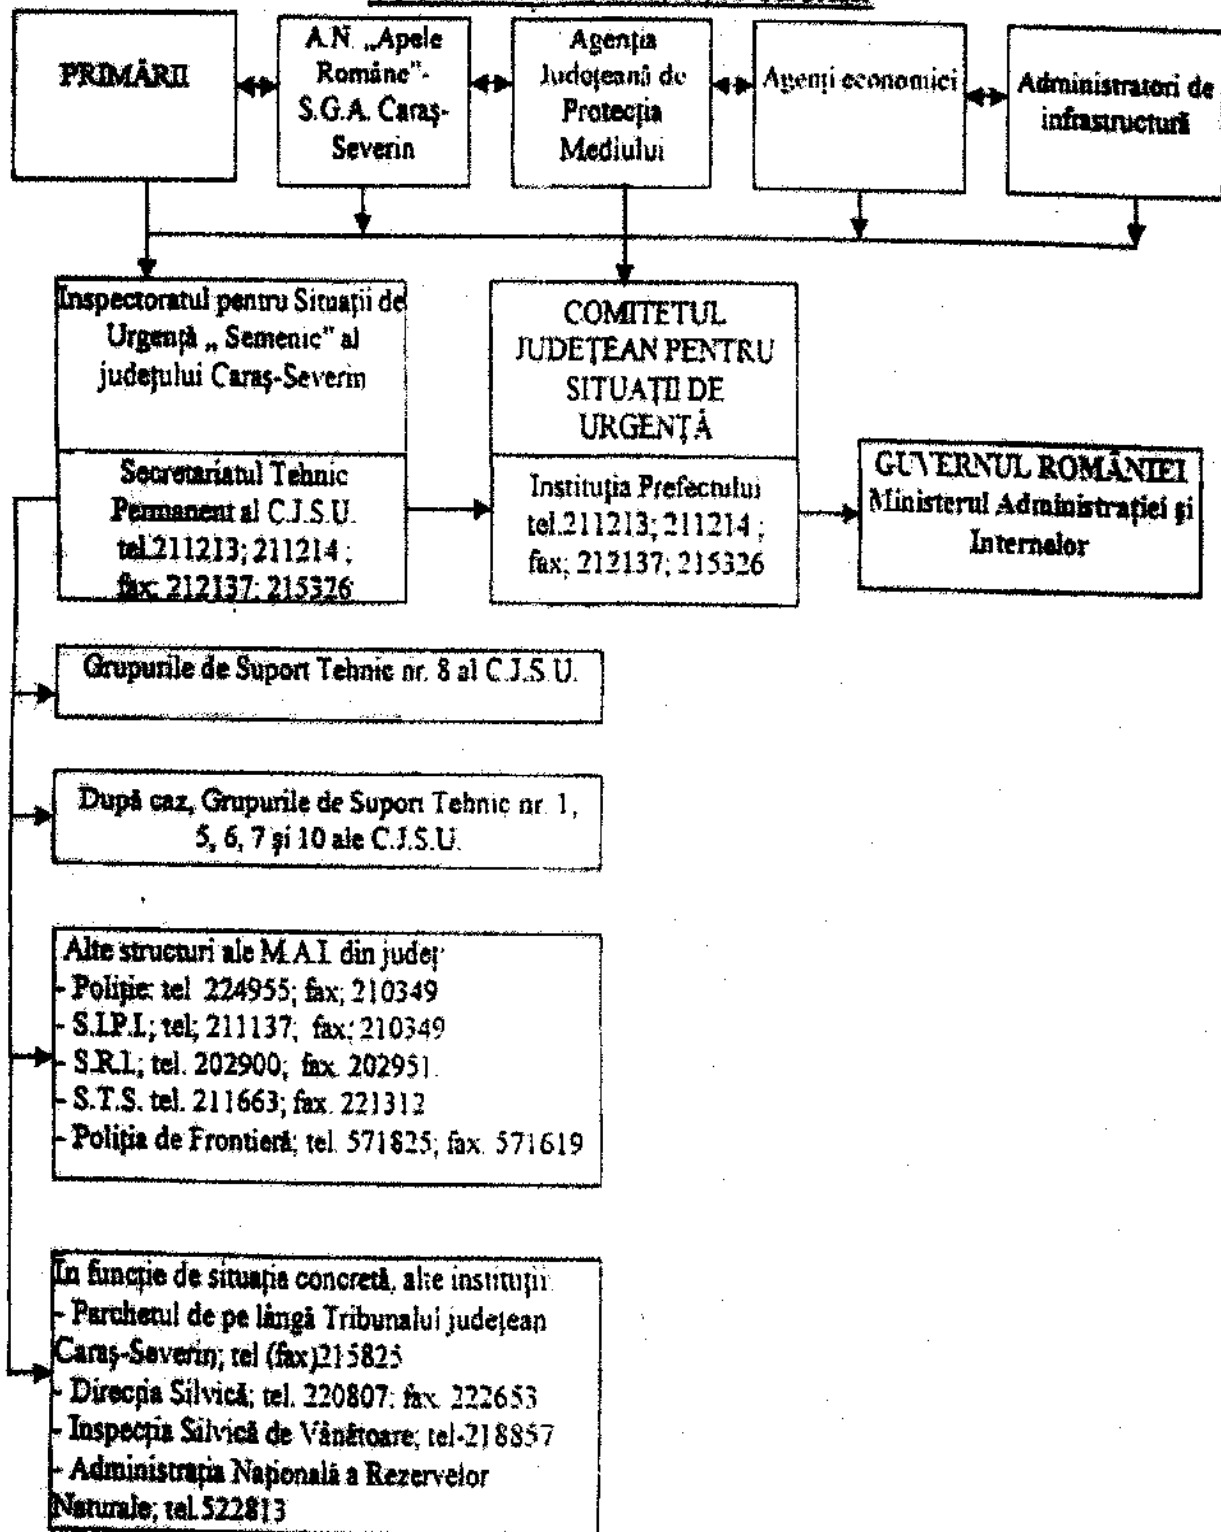 PRIMĂRII
A.N. „Apele
Române”-
S.G.A. Caraş-
Severin
Agenţia
Judeţeană de
Protecţia
Mediului
Agenţi economici
Administratori de
infrastructură
Inspectoratul pentru Situaţii de
Urgenţă „ Semenic” al
judeţului Caraş-Severin
Secretariatul Tehnic
Permanent al C.J.S.U.
tel.211213; 211214 ;
fax: 212137; 215326
COMITETUL
JUDEŢEAN PENTRU
SITUAŢII DE
URGENŢĂ
Instituţia Prefectului
tel.211213; 211214 ;
fax; 212137; 215326
GUVERNUL ROMÂNIEI
Ministerul Administraţiei şi
Internelor
Grupurile de Suport Tehnic nr. 8 al C.J.S.U.
După caz, Grupurile de Suport Tehnic nr. 1,
5, 6, 7 şi 10 ale C.J.S.U.
Alte structuri ale M.A.I. din judeţ:
- Poliţie: tel 224955; fax; 210349
- S.I.P.I.; tel; 211137; fax; 210349
- S.R.I.; tel. 202900; fax. 202951.
- S.T.S. tel. 211663; fax. 221312
- Poliţia de Frontieră; tel. 571825; fax. 571619
În funcţie de situaţia concretă, alte instituţii
- Parchetul de pe lângă Tribunalul judeţean
Caraş-Severin; tel (fax)215825
- Direcţia Silvică; tel. 220807; fax. 222653
- Inspecţia Silvică de Vânătoare; tel-218857
- Administraţia Naţională a Rezervelor
Naturale; tel.522813